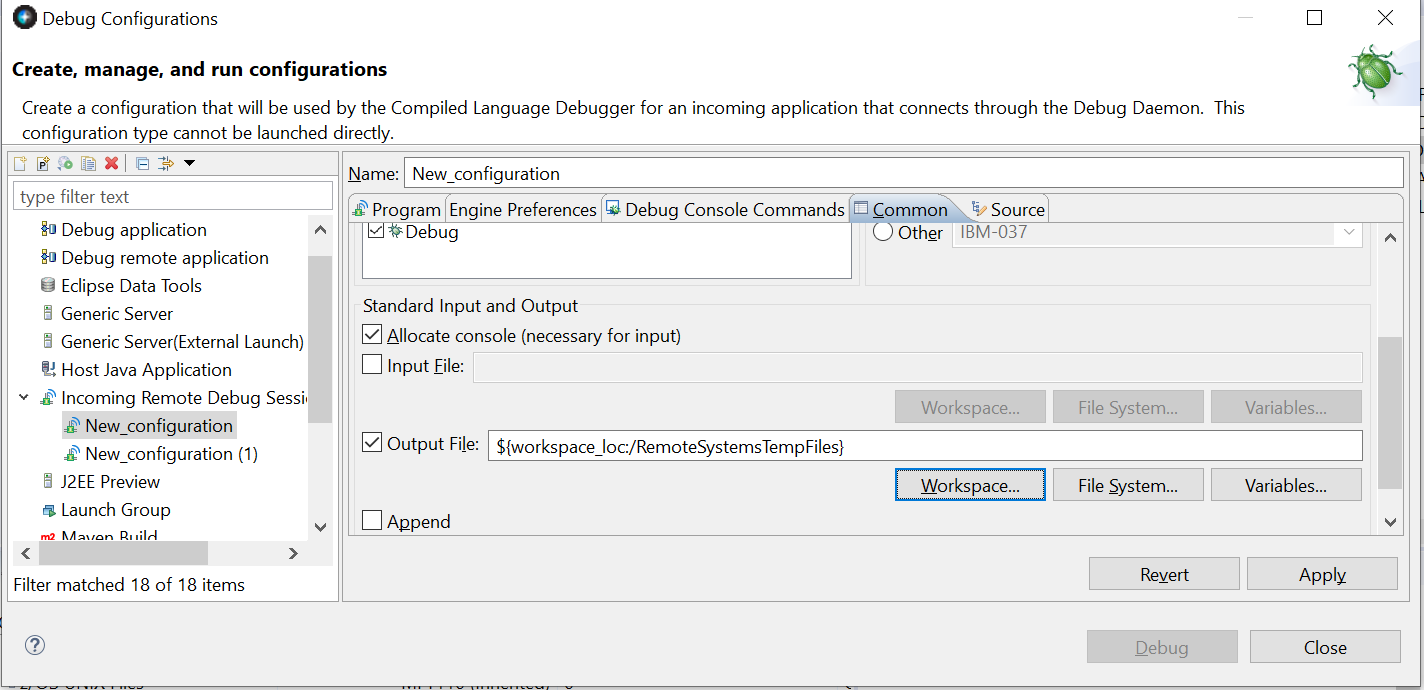 Debug Configurations
Create, manage, and run configurations
Create a configuration that will be used by the Compiled Language Debugger for an incoming application that connects through the Debug Daemon. This
configuration type cannot be launched directly.
type filter text
Debug application
Debug remote application
Eclipse Data Tools
Generic Server
Generic Server(External Launch)
Host Java Application
Incoming Remote Debug Sessi
New_configuration
New_configuration (1)
J2EE Preview
Launch Group
Maven Build
Filter matched 18 of 18 items
Name: New_configuration
Program Engine Preferences Debug Console Commands Common Source
Debug
Other IBM-037
Standard Input and Output
Allocate console (necessary for input)
Input File:
Workspace... File System... Variables...
Output File: ${workspace_loc:/RemoteSystemsTempFiles}
Workspace... File System... Variables...
Append
Revert Apply
Debug Close